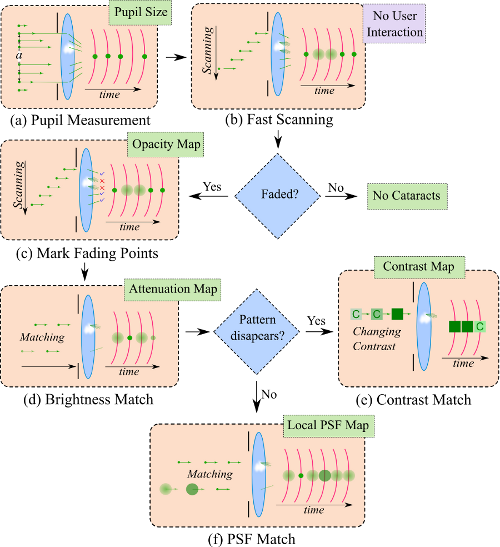 Pupil Size
a
time
(a) Pupil Measurement
No User
Interaction
Scanning
time
(b) Fast Scanning
Opacity Map
Scanning
time
(c) Mark Fading Points
Faded?
Yes
No
No Cataracts
Attenuation Map
Matching
time
(d) Brightness Match
Pattern
disapears?
Yes
No
Contrast Map
C
C
C
Changing
Contrast
time
(e) Contrast Match
Local PSF Map
Matching
time
(f) PSF Match